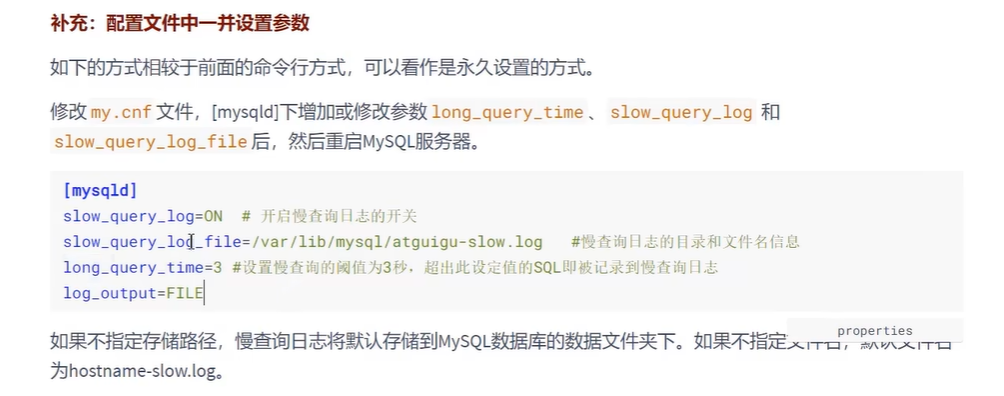 补充：配置文件中一并设置参数
如下的方式相较于前面的命令行方式，可以看作是永久设置的方式。
修改 my.cnf 文件，[mysqld]下增加或修改参数 long_query_time 、 slow_query_log 和
slow_query_log_file 后，然后重启MySQL服务器。
[mysqld]
slow_query_log=ON  # 开启慢查询日志的开关
slow_query_log_file=/var/lib/mysql/atguigu-slow.log   #慢查询日志的目录和文件名信息
long_query_time=3 #设置慢查询的阈值为3秒，超出此设定值的SQL即被记录到慢查询日志
log_output=FILE
properties
如果不指定存储路径，慢查询日志将默认存储到MySQL数据库的数据文件夹下。如果不指定文件名，默认文件名
为hostname-slow.log。